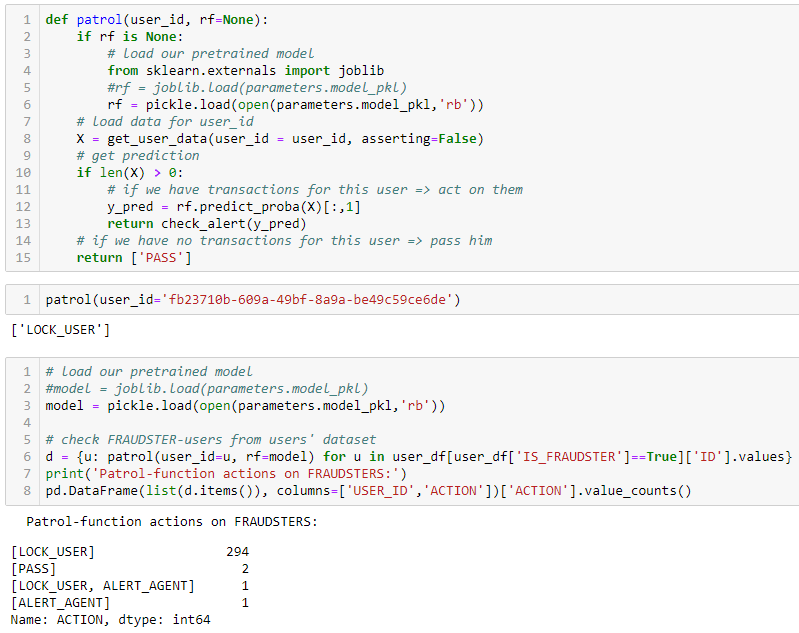 1 def patrol(user_id, rf=None):
2     if rf is None:
3         # load our pretrained model
4         from sklearn.externals import joblib
5         #rf = joblib.load(parameters.model_pkl)
6         rf = pickle.load(open(parameters.model_pkl,'rb'))
7     # load data for user_id
8     X = get_user_data(user_id = user_id, asserting=False)
9     # get prediction
10     if len(X) > 0:
11         # if we have transactions for this user => act on them
12         y_pred = rf.predict_proba(X)[:,1]
13         return check_alert(y_pred)
14     # if we have no transactions for this user => pass him
15     return ['PASS']
1 patrol(user_id='fb23710b-609a-49bf-8a9a-be49c59ce6de')
['LOCK_USER']
1 # load our pretrained model
2 #model = joblib.load(parameters.model_pkl)
3 model = pickle.load(open(parameters.model_pkl,'rb'))
4
5 # check FRAUDSTER-users from users' dataset
6 d = {u: patrol(user_id=u, rf=model) for u in user_df[user_df['IS_FRAUDSTER']==True]['ID'].values}
7 print('Patrol-function actions on FRAUDSTERS:')
8 pd.DataFrame(list(d.items()), columns=['USER_ID','ACTION'])['ACTION'].value_counts()
Patrol-function actions on FRAUDSTERS:
[LOCK_USER] 294
[PASS] 2
[LOCK_USER, ALERT_AGENT] 1
[ALERT_AGENT] 1
Name: ACTION, dtype: int64